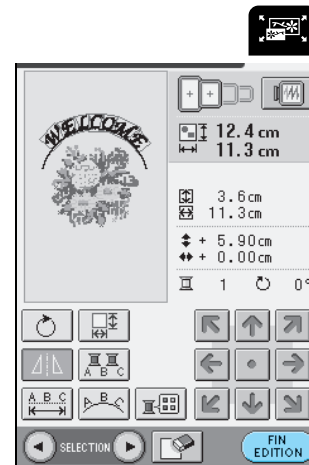 WELCOME
12.4 cm
11.3 cm
3.6cm
11.3cm
+ 5.90cm
+ 0.00cm
1 0°
A B C
A B C
A B C
SELECTION
FIN
EDITION